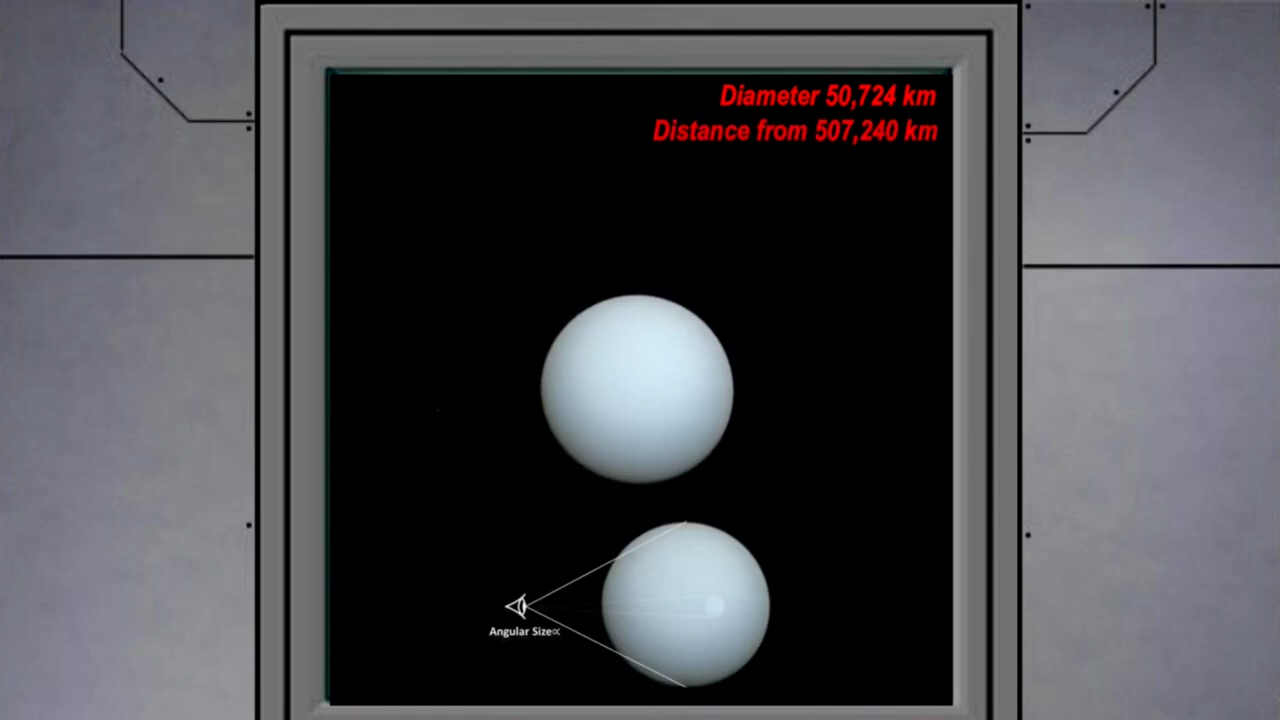 Diameter 50,724 km
Distance from 507,240 km
Angular Size∝